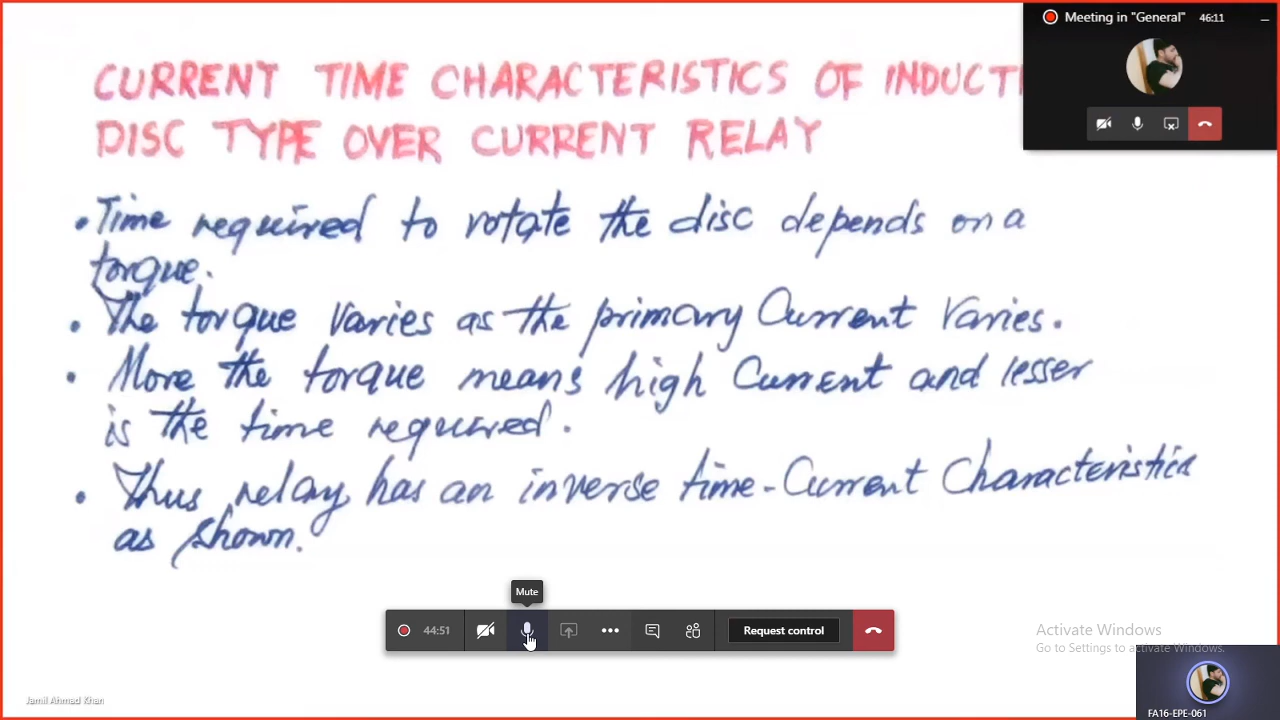 Meeting in "General" 46:11
CURRENT TIME CHARACTERISTICS OF INDUCTI
DISC TYPE OVER CURRENT RELAY
• Time required to rotate the disc depends on a
torque.
• The torque varies as the primary Current Varies.
• More the torque means high Current and lesser
is the time required.
• Thus relay has an inverse time-Current Characteristics
as shown.
Mute
44:51
Request control
Activate Windows
Go to Settings to activate Windows.
Jamil Ahmad Khan
FA16-EPE-061